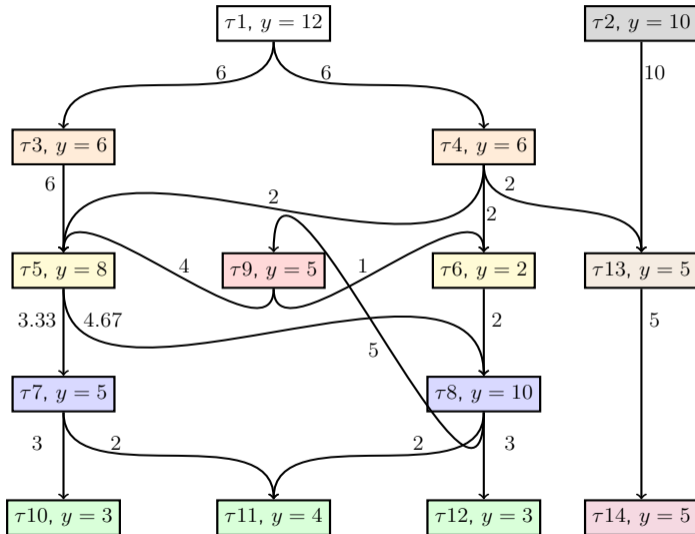 τ1, y = 12
τ2, y = 10
6
6
10
τ3, y = 6
τ4, y = 6
6
2
2
2
τ5, y = 8
4
τ9, y = 5
1
τ6, y = 2
τ13, y = 5
3.33
4.67
2
5
5
τ7, y = 5
τ8, y = 10
3
2
2
3
τ10, y = 3
τ11, y = 4
τ12, y = 3
τ14, y = 5